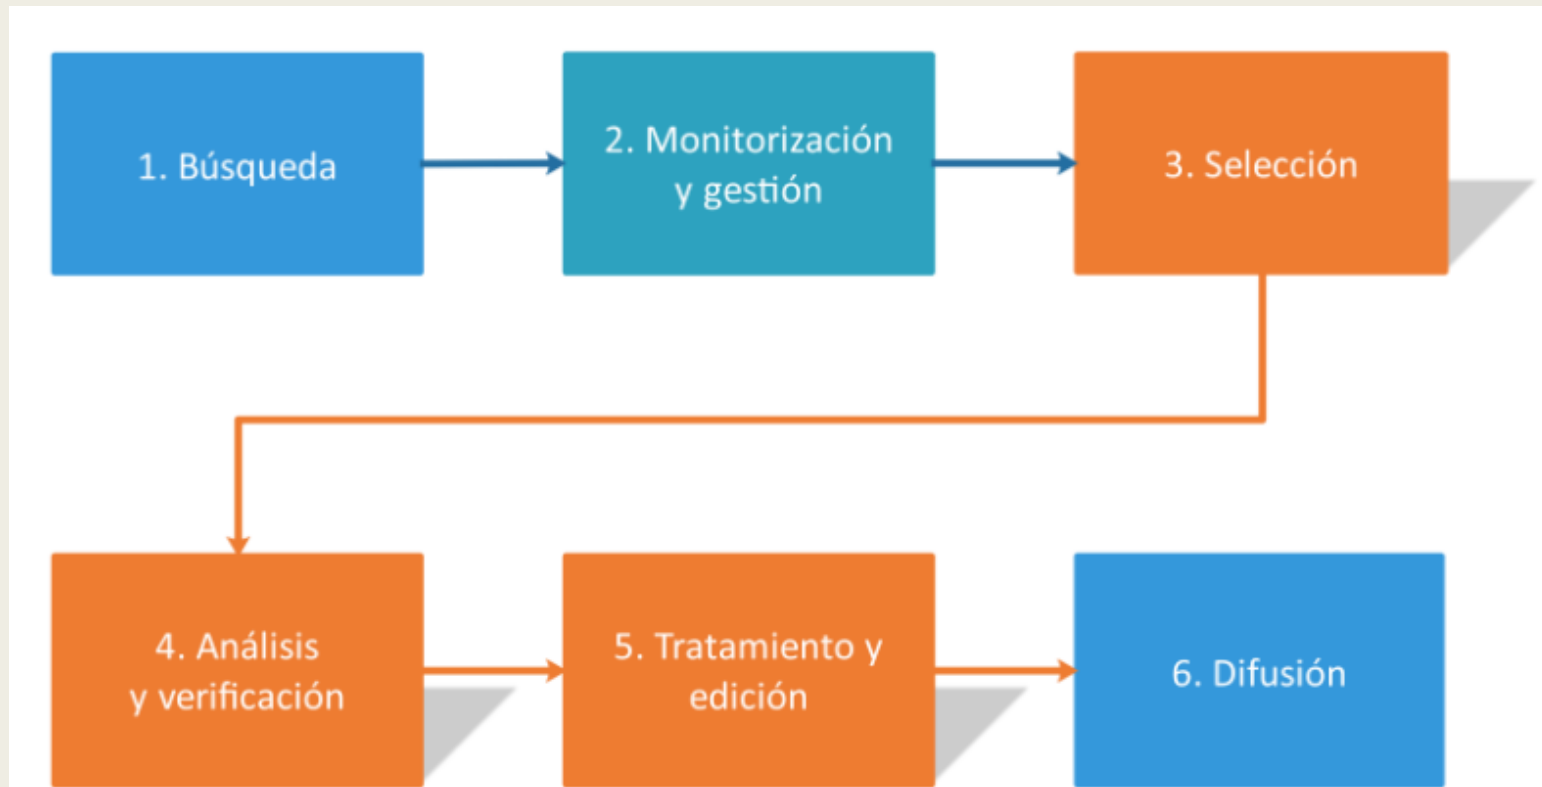 1. Búsqueda
2. Monitorización
y gestión
3. Selección
4. Análisis
y verificación
5. Tratamiento y
edición
6. Difusión